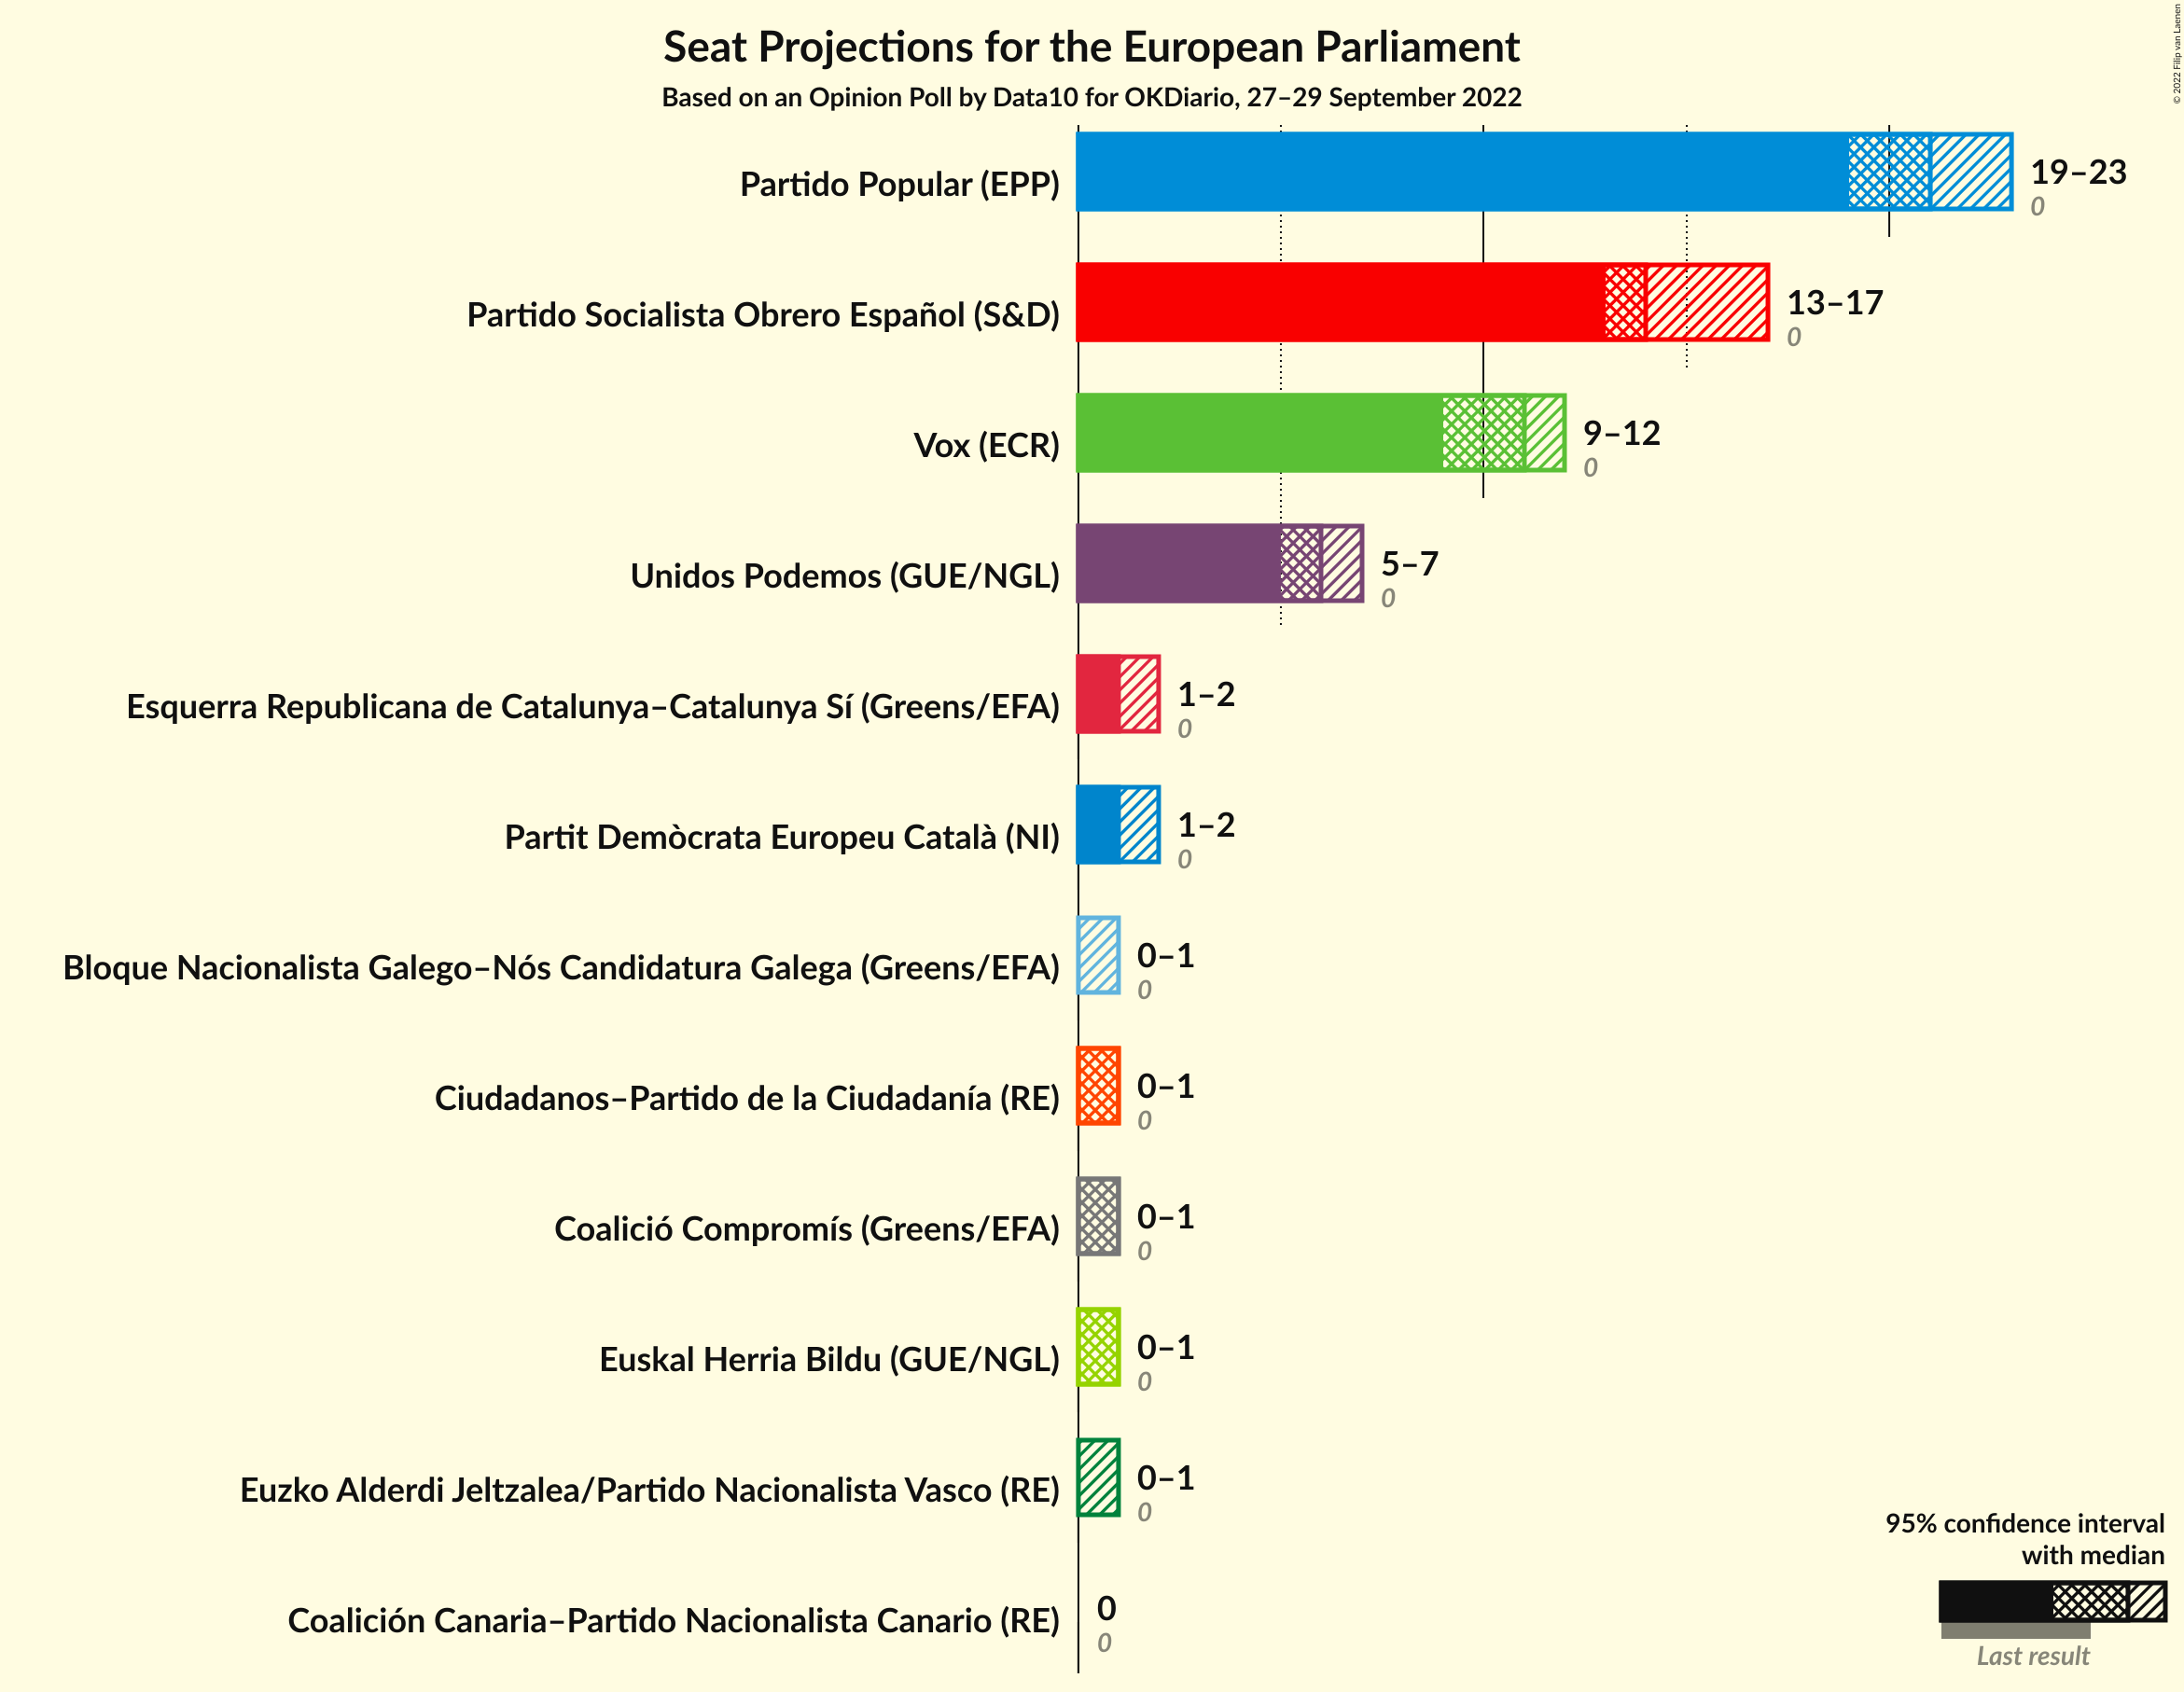 Seat Projections for the European Parliament
Based on an Opinion Poll by Data10 for OKDiario, 27–29 September 2022
© 2022 Filip van Laenen
Partido Popular (EPP)
19–23
0
Partido Socialista Obrero Español (S&D)
13–17
0
Vox (ECR)
9–12
0
Unidos Podemos (GUE/NGL)
5–7
0
Esquerra Republicana de Catalunya–Catalunya Sí (Greens/EFA)
1–2
0
Partit Demòcrata Europeu Català (NI)
1–2
0
Bloque Nacionalista Galego–Nós Candidatura Galega (Greens/EFA)
0–1
0
Ciudadanos–Partido de la Ciudadanía (RE)
0–1
0
Coalició Compromís (Greens/EFA)
0–1
0
Euskal Herria Bildu (GUE/NGL)
0–1
0
Euzko Alderdi Jeltzalea/Partido Nacionalista Vasco (RE)
0–1
0
Coalición Canaria–Partido Nacionalista Canario (RE)
0
0
95% confidence interval
with median
Last result